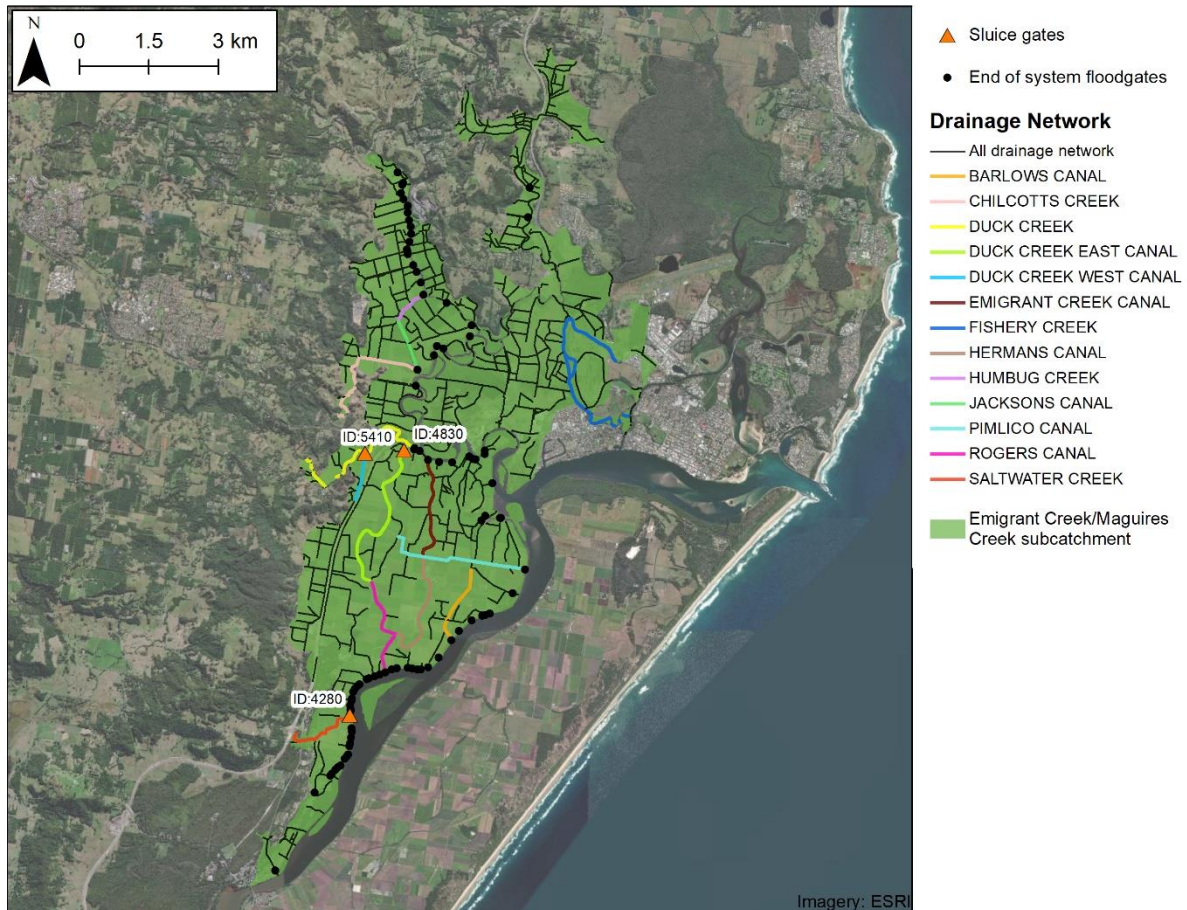 N
0 1.5 3 km
ID:5410
ID:4830
ID:4280
Imagery: ESRI
Sluice gates
End of system floodgates
Drainage Network
All drainage network
BARLOWS CANAL
CHILCOTTS CREEK
DUCK CREEK
DUCK CREEK EAST CANAL
DUCK CREEK WEST CANAL
EMIGRANT CREEK CANAL
FISHERY CREEK
HERMANS CANAL
HUMBUG CREEK
JACKSONS CANAL
PIMLICO CANAL
ROGERS CANAL
SALTWATER CREEK
Emigrant Creek/Maguires
Creek subcatchment